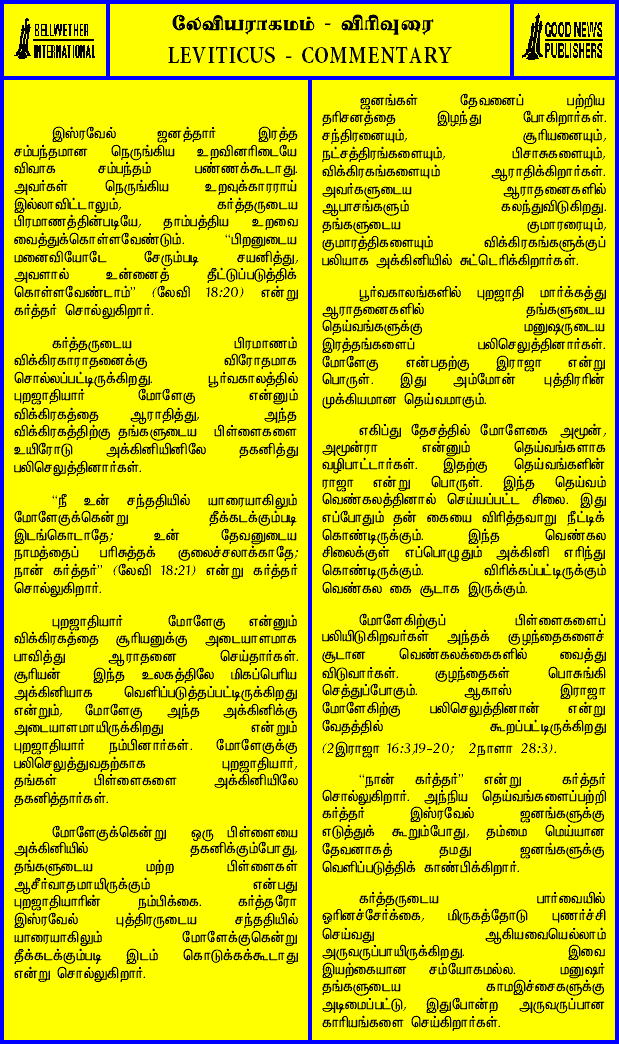 BELLWETHER
INTERNATIONAL
லேவியராகமம் - விரிவுரை
LEVITICUS - COMMENTARY
GOOD NEWS
PUBLISHERS
இஸ்ரவேல் ஜனத்தார் இரத்த
சம்பந்தமான நெருங்கிய உறவினரிடையே
விவாக சம்பந்தம் பண்ணக்கூடாது.
அவர்கள் நெருங்கிய உறவுக்காரராய்
இல்லாவிட்டாலும், கர்த்தருடைய
பிரமாணத்தின்படியே, தாம்பத்திய உறவை
வைத்துக்கொள்ளவேண்டும். “பிறனுடைய
மனைவியோடே சேரும்படி சயனித்து,
அவளால் உன்னைத் தீட்டுப்படுத்திக்
கொள்ளவேண்டாம்” (லேவி 18:20) என்று
கர்த்தர் சொல்லுகிறார்.
கர்த்தருடைய பிரமாணம்
விக்கிரகாராதனைக்கு விரோதமாக
சொல்லப்பட்டிருக்கிறது. பூர்வகாலத்தில்
புறஜாதியார் மோளேகு என்னும்
விக்கிரகத்தை ஆராதித்து, அந்த
விக்கிரகத்திற்கு தங்களுடைய பிள்ளைகளை
உயிரோடு அக்கினியினிலே தகனித்து
பலிசெலுத்தினார்கள்.
“நீ உன் சந்ததியில் யாரையாகிலும்
மோளேகுக்கென்று தீக்கடக்கும்படி
இடங்கொடாதே; உன் தேவனுடைய
நாமத்தைப் பரிசுத்தக் குலைச்சலாக்காதே;
நான் கர்த்தர்” (லேவி 18:21) என்று கர்த்தர்
சொல்லுகிறார்.
புறஜாதியார் மோளேகு என்னும்
விக்கிரகத்தை சூரியனுக்கு அடையாளமாக
பாவித்து ஆராதனை செய்தார்கள்.
சூரியன் இந்த உலகத்திலே மிகப்பெரிய
அக்கினியாக வெளிப்படுத்தப்பட்டிருக்கிறது
என்றும், மோளேகு அந்த அக்கினிக்கு
அடையாளமாயிருக்கிறது என்றும்
புறஜாதியார் நம்பினார்கள். மோளேகுக்கு
பலிசெலுத்துவதற்காக புறஜாதியார்,
தங்கள் பிள்ளைகளை அக்கினியிலே
தகனித்தார்கள்.
மோளேகுக்கென்று ஒரு பிள்ளையை
அக்கினியில் தகனிக்கும்போது,
தங்களுடைய மற்ற பிள்ளைகள்
ஆசீர்வாதமாயிருக்கும் என்பது
புறஜாதியாரின் நம்பிக்கை. கர்த்தரோ
இஸ்ரவேல் புத்திரருடைய சந்ததியில்
யாரையாகிலும் மோளேக்குகென்று
தீக்கடக்கும்படி இடம் கொடுக்கக்கூடாது
என்று சொல்லுகிறார்.
ஜனங்கள் தேவனைப் பற்றிய
தரிசனத்தை இழந்து போகிறார்கள்.
சந்திரனையும், சூரியனையும்,
நட்சத்திரங்களையும், பிசாசுகளையும்,
விக்கிரகங்களையும் ஆராதிக்கிறார்கள்.
அவர்களுடைய ஆராதனைகளில்
ஆபாசங்களும் கலந்துவிடுகிறது.
தங்களுடைய குமாரரையும்,
குமாரத்திகளையும் விக்கிரகங்களுக்குப்
பலியாக அக்கினியில் சுட்டெரிக்கிறார்கள்.
பூர்வகாலங்களில் புறஜாதி மார்க்கத்து
ஆராதனைகளில் தங்களுடைய
தெய்வங்களுக்கு மனுஷருடைய
இரத்தங்களைப் பலிசெலுத்தினார்கள்.
மோளேகு என்பதற்கு இராஜா என்று
பொருள். இது அம்மோன் புத்திரரின்
முக்கியமான தெய்வமாகும்.
எகிப்து தேசத்தில் மோளேகை அமூன்,
அமூன்ரா என்னும் தெய்வங்களாக
வழிபாட்டார்கள். இதற்கு தெய்வங்களின்
ராஜா என்று பொருள். இந்த தெய்வம்
வெண்கலத்தினால் செய்யப்பட்ட சிலை. இது
எப்போதும் தன் கையை விரித்தவாறு நீட்டிக்
கொண்டிருக்கும். இந்த வெண்கல
சிலைக்குள் எப்பொழுதும் அக்கினி எரிந்து
கொண்டிருக்கும். விரிக்கப்பட்டிருக்கும்
வெண்கல கை சூடாக இருக்கும்.
மோளேகிற்குப் பிள்ளைகளைப்
பலியிடுகிறவர்கள் அந்தக் குழந்தைகளைச்
சூடான வெண்கலக்கைகளில் வைத்து
விடுவார்கள். குழந்தைகள் பொசுங்கி
செத்துப்போகும். ஆகாஸ் இராஜா
மோளேகிற்கு பலிசெலுத்தினான் என்று
வேதத்தில் கூறப்பட்டிருக்கிறது
(2இராஜா 16:3,19-20; 2நாளா 28:3).
“நான் கர்த்தர்” என்று கர்த்தர்
சொல்லுகிறார். அந்நிய தெய்வங்களைப்பற்றி
கர்த்தர் இஸ்ரவேல் ஜனங்களுக்கு
எடுத்துக் கூறும்போது, தம்மை மெய்யான
தேவனாகத் தமது ஜனங்களுக்கு
வெளிப்படுத்திக் காண்பிக்கிறார்.
கர்த்தருடைய பார்வையில்
ஓரினச்சேர்க்கை, மிருகத்தோடு புணர்ச்சி
செய்வது ஆகியவையெல்லாம்
அருவருப்பாயிருக்கிறது. இவை
இயற்கையான சம்யோகமல்ல. மனுஷர்
தங்களுடைய காமஇச்சைகளுக்கு
அடிமைப்பட்டு, இதுபோன்ற அருவருப்பான
காரியங்களை செய்கிறார்கள்.